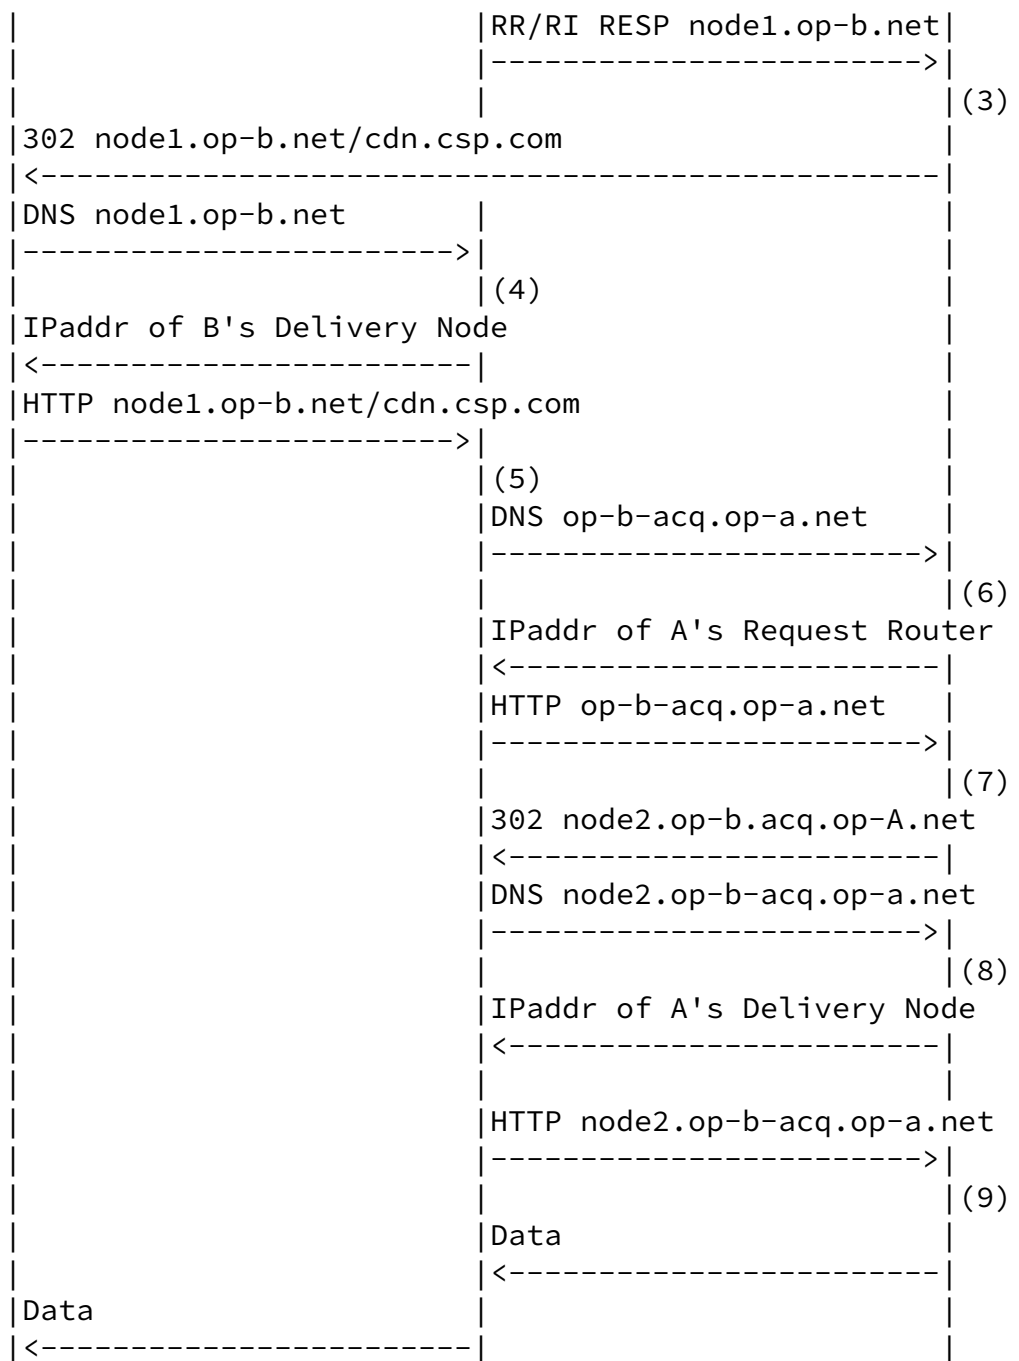 RR/RI RESP node1.op-b.net
(3)
302 node1.op-b.net/cdn.csp.com
DNS node1.op-b.net
(4)
IPaddr of B's Delivery Node
HTTP node1.op-b.net/cdn.csp.com
(5)
DNS op-b-acq.op-a.net
(6)
IPaddr of A's Request Router
HTTP op-b-acq.op-a.net
(7)
302 node2.op-b.acq.op-A.net
DNS node2.op-b-acq.op-a.net
(8)
IPaddr of A's Delivery Node
HTTP node2.op-b-acq.op-a.net
(9)
Data
Data